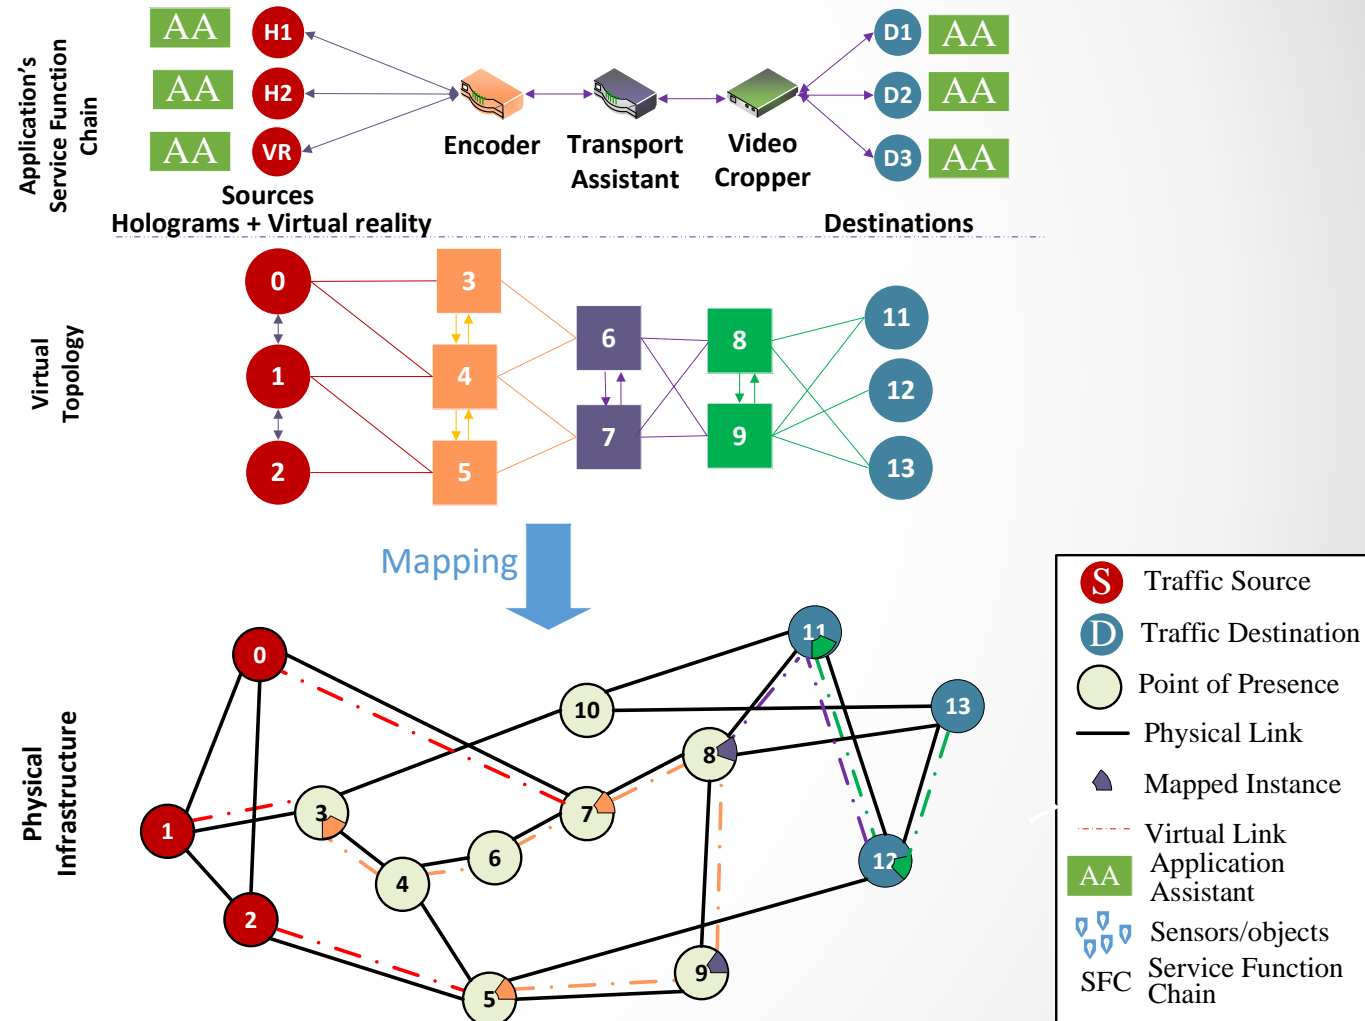 Application's
Service Function
Chain
AA
H1
D1
AA
AA
H2
D2
AA
AA
VR
D3
AA
Encoder
Transport
Assistant
Video
Cropper
Sources
Holograms + Virtual reality
Destinations
Virtual
Topology
0
3
11
6
8
1
4
12
7
9
2
5
13
Mapping
Physical
Infrastructure
0
11
10
13
8
3
7
1
6
12
4
2
9
5
S Traffic Source
D Traffic Destination
Point of Presence
Physical Link
Mapped Instance
Virtual Link
AA Application
Assistant
Sensors/objects
SFC Service Function
Chain